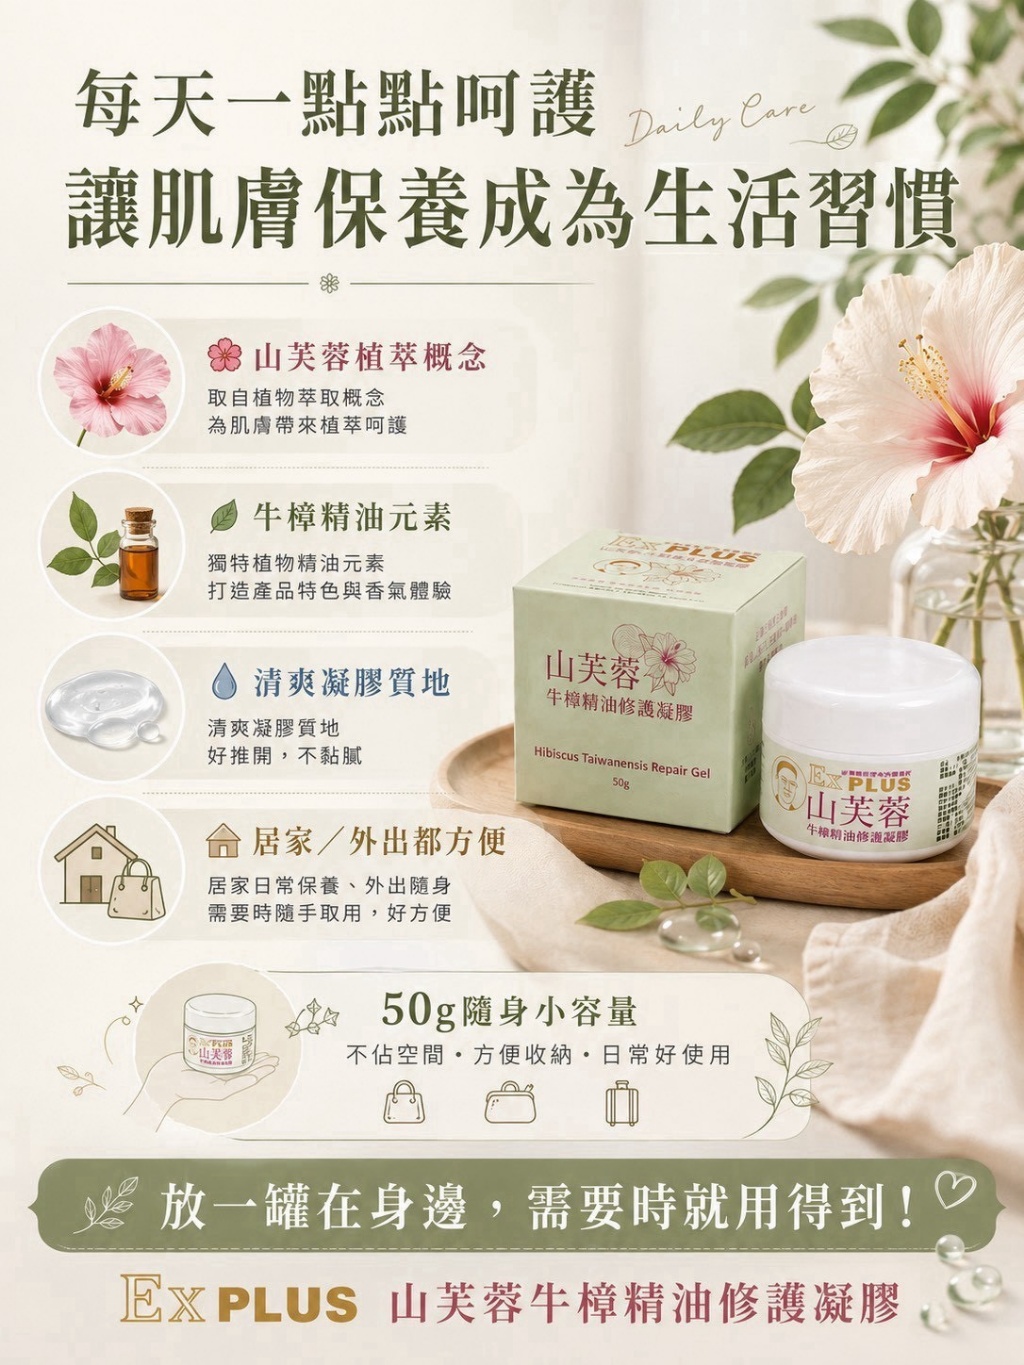 每天一點點呵護
Daily Care
讓肌膚保養成為生活習慣
山芙蓉植萃概念
取自植物萃取概念
為肌膚帶來植萃呵護
牛樟精油元素
獨特植物精油元素
打造產品特色與香氣體驗
清爽凝膠質地
清爽凝膠質地
好推開，不黏膩
居家／外出都方便
居家日常保養、外出隨身
需要時隨手取用，好方便
Ex PLUS
山芙蓉
牛樟精油修護凝膠
Hibiscus Taiwanensis Repair Gel
50g
Ex PLUS
山芙蓉
牛樟精油修護凝膠
50g隨身小容量
不佔空間・方便收納・日常好使用
Ex PLUS
山芙蓉
放一罐在身邊，需要時就用得到！
Ex PLUS 山芙蓉牛樟精油修護凝膠